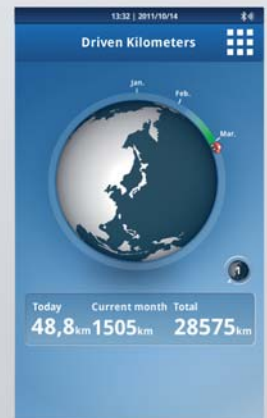 13:32 | 2011/10/14
Driven Kilometers
Jan.
Feb.
Mar.
Today Current month Total
48,8km 1505km 28575km